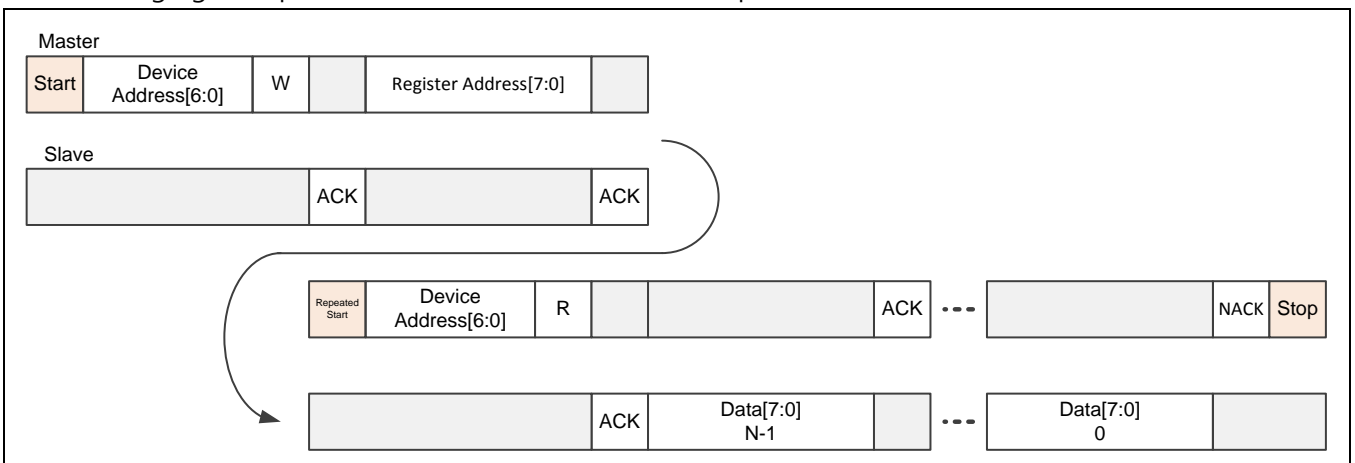 Master
Start
Device
Address[6:0]
W
Register Address[7:0]
Slave
ACK
ACK
Repeated
Start
Device
Address[6:0]
R
ACK
NACK
Stop
ACK
Data[7:0]
N-1
Data[7:0]
0